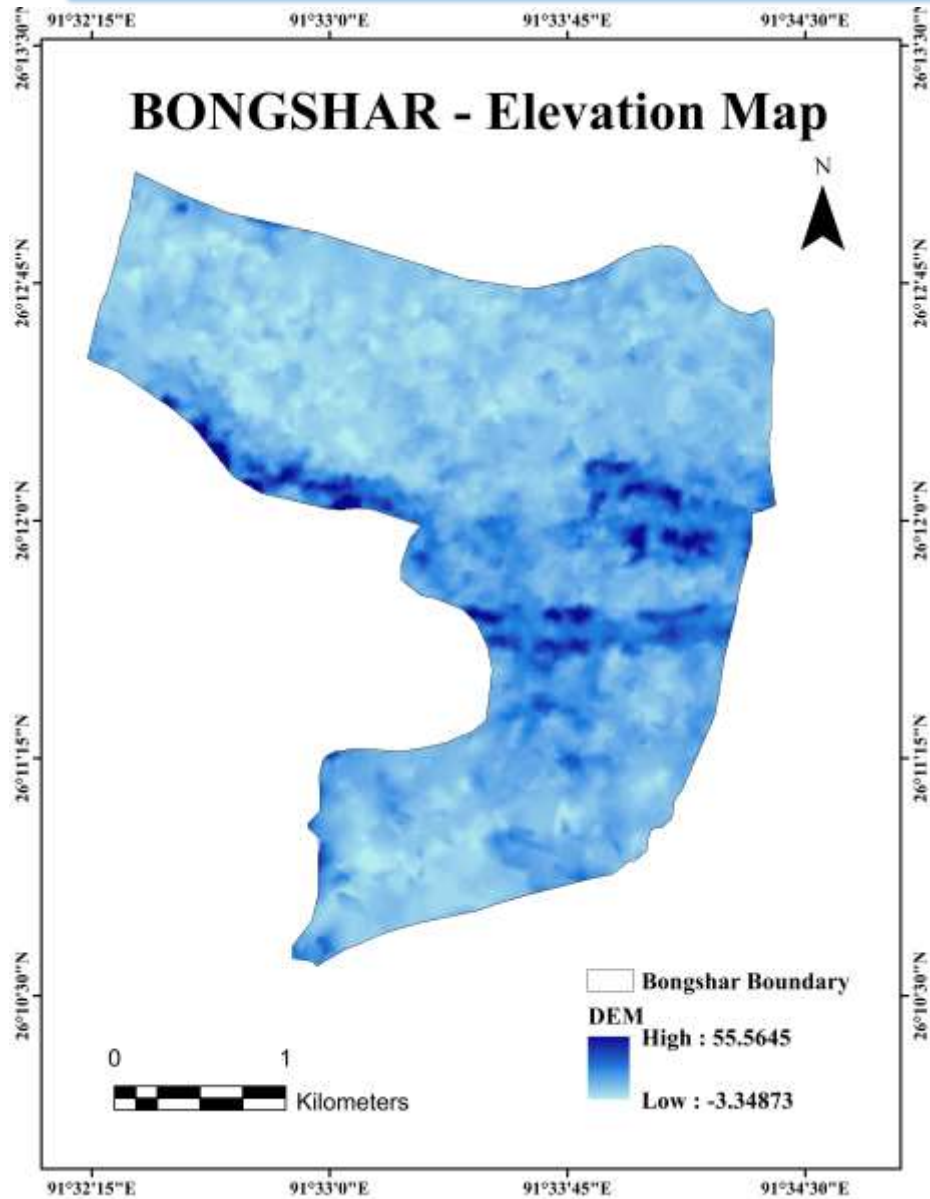 91°32'15"E 91°33'0"E 91°33'45"E 91°34'30"E
26°13'30"N 26°13'30"N
BONGSHAR - Elevation Map
N
26°12'45"N 26°12'45"N
26°12'0"N 26°12'0"N
26°11'15"N 26°11'15"N
26°10'30"N 26°10'30"N
Bongshar Boundary
DEM
High : 55.5645
Low : -3.34873
0 1
Kilometers
91°32'15"E 91°33'0"E 91°33'45"E 91°34'30"E